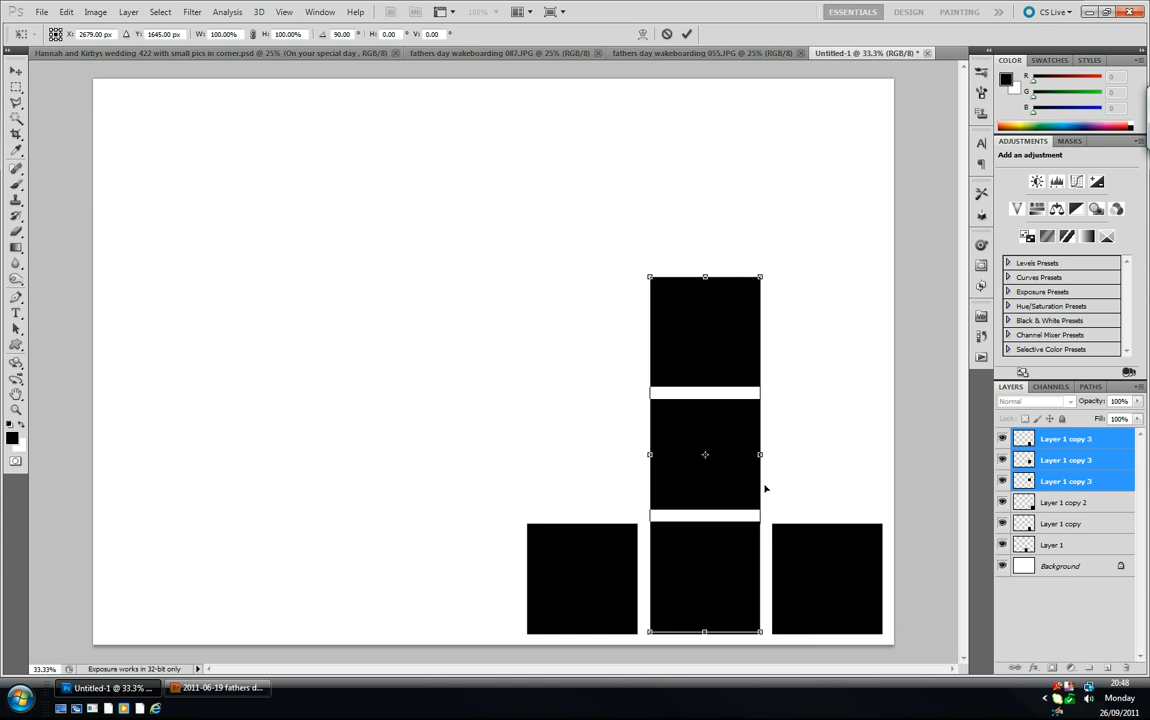 Ps File Edit Image Layer Select Filter Analysis 3D View Window Help Br Mb 100% ESSENTIALS DESIGN PAINTING >> CS Live
X: 2679.00 px Y: 1645.00 px W: 100.00% H: 100.00% 90.00 ° H: 0.00 ° V: 0.00 °
Hannah and Kirbys wedding 422 with small pics in corner.psd @ 25% (On your special day , RGB/8) fathers day wakeboarding 087.JPG @ 25% (RGB/8) fathers day wakeboarding 055.JPG @ 25% (RGB/8) Untitled-1 @ 33.3% (RGB/8) *
COLOR SWATCHES STYLES
R 0
G 0
B 0
ADJUSTMENTS MASKS
Add an adjustment
Levels Presets
Curves Presets
Exposure Presets
Hue/Saturation Presets
Black & White Presets
Channel Mixer Presets
Selective Color Presets
LAYERS CHANNELS PATHS
Normal Opacity: 100%
Lock: Fill: 100%
Layer 1 copy 3
Layer 1 copy 3
Layer 1 copy 3
Layer 1 copy 2
Layer 1 copy
Layer 1
Background
33.33% Exposure works in 32-bit only
Untitled-1 @ 33.3% ... 2011-06-19 fathers d...
20:48
Monday
26/09/2011